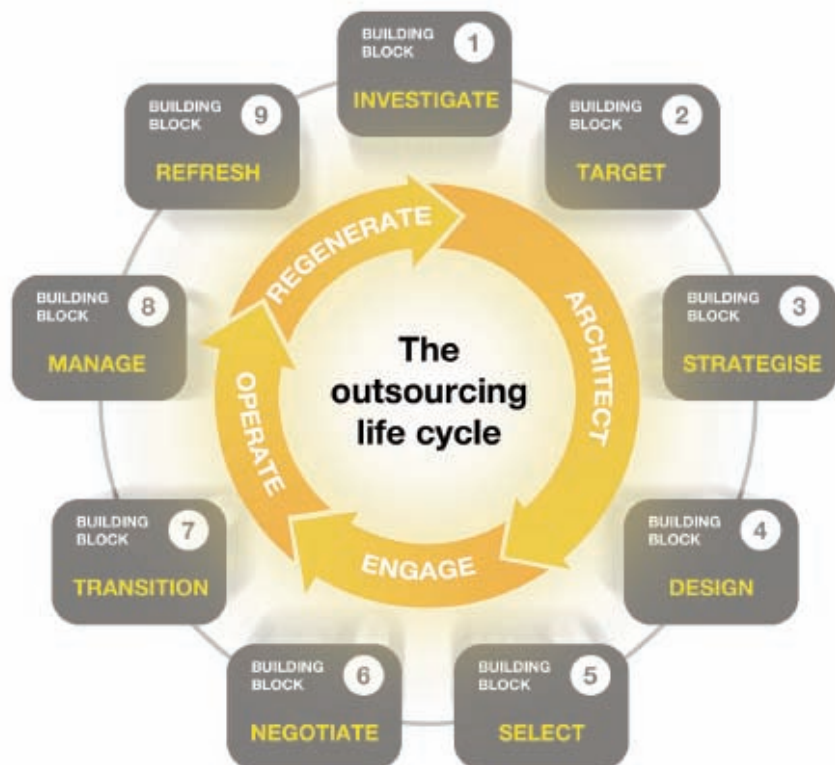 BUILDING
BLOCK
1
INVESTIGATE
BUILDING
BLOCK
2
TARGET
BUILDING
BLOCK
3
STRATEGISE
BUILDING
BLOCK
4
DESIGN
BUILDING
BLOCK
5
SELECT
BUILDING
BLOCK
6
NEGOTIATE
BUILDING
BLOCK
7
TRANSITION
BUILDING
BLOCK
8
MANAGE
BUILDING
BLOCK
9
REFRESH
ARCHITECT
ENGAGE
OPERATE
REGENERATE
The
outsourcing
life cycle